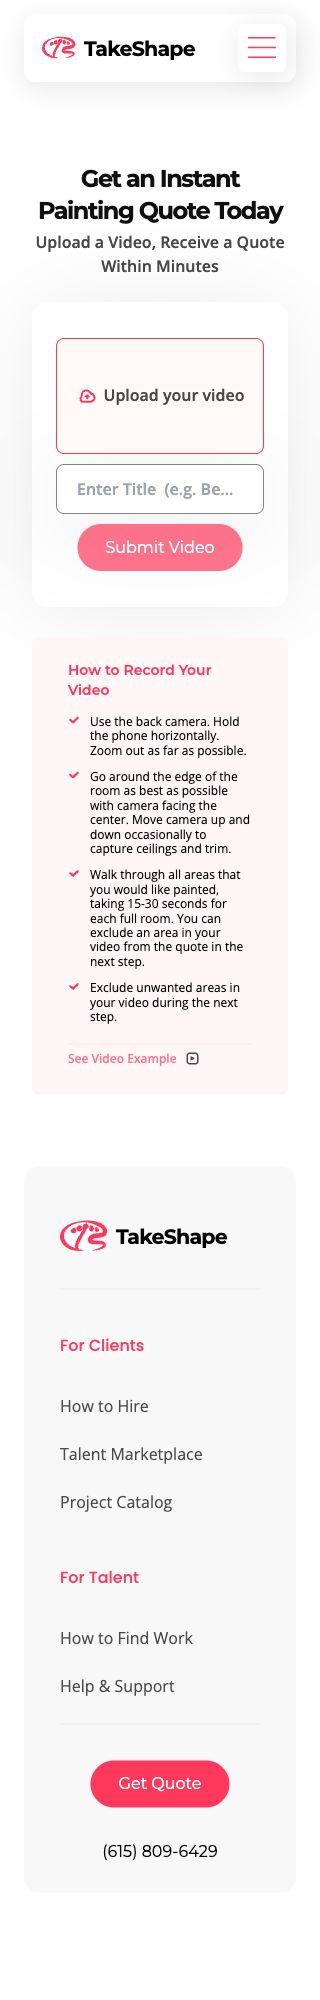 TakeShape
Get an Instant
Painting Quote Today
Upload a Video, Receive a Quote
Within Minutes
Upload your video
Enter Title (e.g. Be...
Submit Video
How to Record Your
Video
Use the back camera. Hold
the phone horizontally.
Zoom out as far as possible.
Go around the edge of the
room as best as possible
with camera facing the
center. Move camera up and
down occasionally to
capture ceilings and trim.
Walk through all areas that
you would like painted,
taking 15-30 seconds for
each full room. You can
exclude an area in your
video from the quote in the
next step.
Exclude unwanted areas in
your video during the next
step.
See Video Example
TakeShape
For Clients
How to Hire
Talent Marketplace
Project Catalog
For Talent
How to Find Work
Help & Support
Get Quote
(615) 809-6429